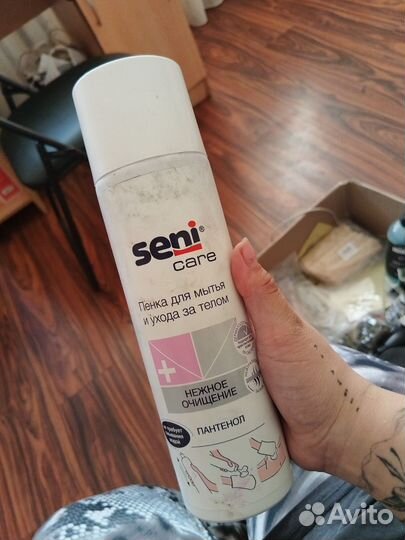 seni®
care
Пенка для мытья
и ухода за телом
НЕЖНОЕ
ОЧИЩЕНИЕ
ПАНТЕНОЛ
Avito